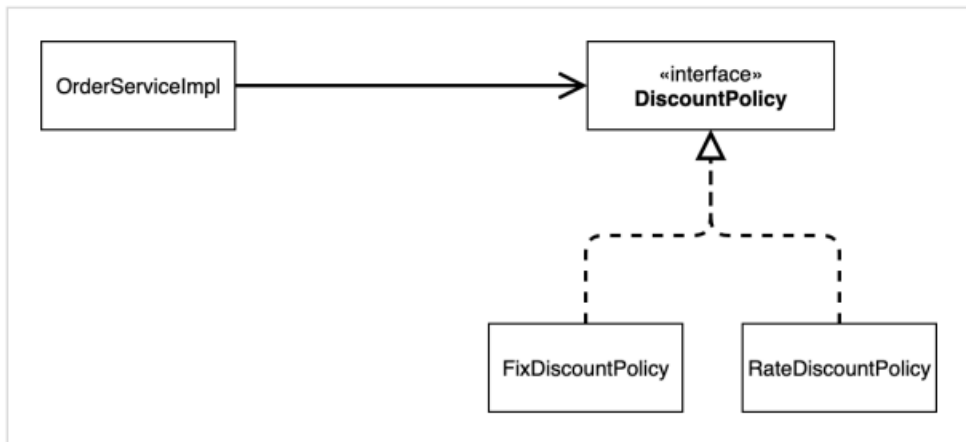 OrderServiceImpl
«interface»
DiscountPolicy
FixDiscountPolicy
RateDiscountPolicy